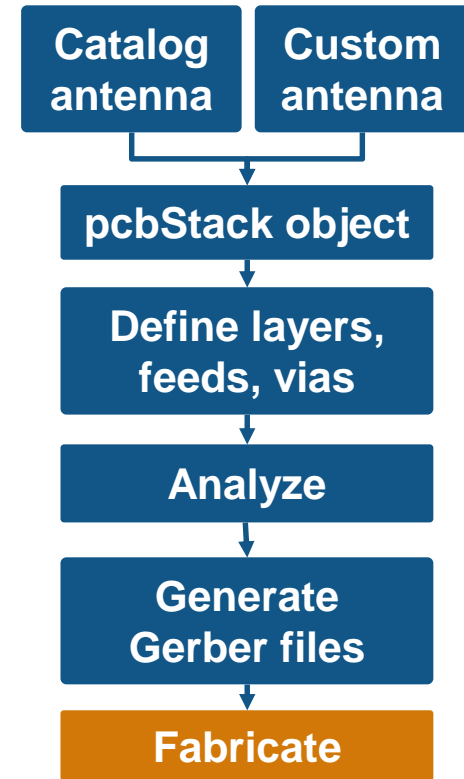 Catalog
antenna
Custom
antenna
pcbStack object
Define layers,
feeds, vias
Analyze
Generate
Gerber files
Fabricate